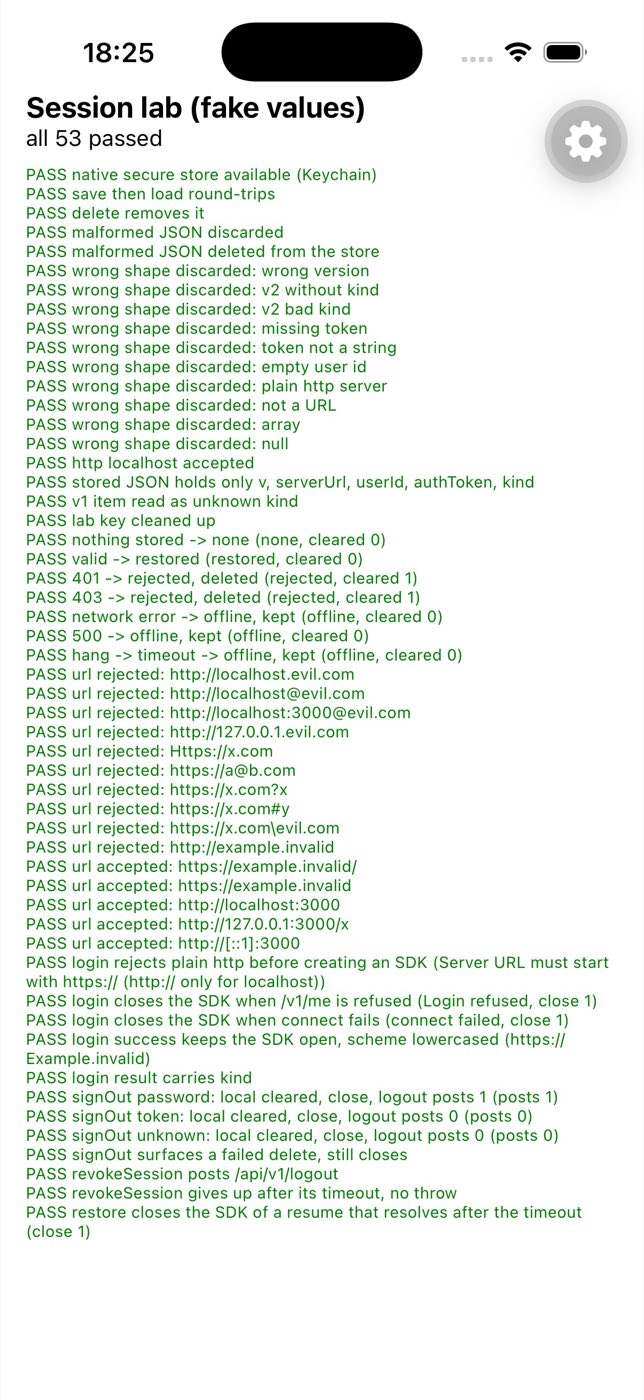 18:25
Session lab (fake values)
all 53 passed
PASS native secure store available (Keychain)
PASS save then load round-trips
PASS delete removes it
PASS malformed JSON discarded
PASS malformed JSON deleted from the store
PASS wrong shape discarded: wrong version
PASS wrong shape discarded: v2 without kind
PASS wrong shape discarded: v2 bad kind
PASS wrong shape discarded: missing token
PASS wrong shape discarded: token not a string
PASS wrong shape discarded: empty user id
PASS wrong shape discarded: plain http server
PASS wrong shape discarded: not a URL
PASS wrong shape discarded: array
PASS wrong shape discarded: null
PASS http localhost accepted
PASS stored JSON holds only v, serverUrl, userId, authToken, kind
PASS v1 item read as unknown kind
PASS lab key cleaned up
PASS nothing stored -> none (none, cleared 0)
PASS valid -> restored (restored, cleared 0)
PASS 401 -> rejected, deleted (rejected, cleared 1)
PASS 403 -> rejected, deleted (rejected, cleared 1)
PASS network error -> offline, kept (offline, cleared 0)
PASS 500 -> offline, kept (offline, cleared 0)
PASS hang -> timeout -> offline, kept (offline, cleared 0)
PASS url rejected: http://localhost.evil.com
PASS url rejected: http://localhost@evil.com
PASS url rejected: http://localhost:3000@evil.com
PASS url rejected: http://127.0.0.1.evil.com
PASS url rejected: Https://x.com
PASS url rejected: https://a@b.com
PASS url rejected: https://x.com?x
PASS url rejected: https://x.com#y
PASS url rejected: https://x.com\evil.com
PASS url rejected: http://example.invalid
PASS url accepted: https://example.invalid/
PASS url accepted: https://example.invalid
PASS url accepted: http://localhost:3000
PASS url accepted: http://127.0.0.1:3000/x
PASS url accepted: http://[::1]:3000
PASS login rejects plain http before creating an SDK (Server URL must start
with https:// (http:// only for localhost))
PASS login closes the SDK when /v1/me is refused (Login refused, close 1)
PASS login closes the SDK when connect fails (connect failed, close 1)
PASS login success keeps the SDK open, scheme lowercased (https://
Example.invalid)
PASS login result carries kind
PASS signOut password: local cleared, close, logout posts 1 (posts 1)
PASS signOut token: local cleared, close, logout posts 0 (posts 0)
PASS signOut unknown: local cleared, close, logout posts 0 (posts 0)
PASS signOut surfaces a failed delete, still closes
PASS revokeSession posts /api/v1/logout
PASS revokeSession gives up after its timeout, no throw
PASS restore closes the SDK of a resume that resolves after the timeout
(close 1)